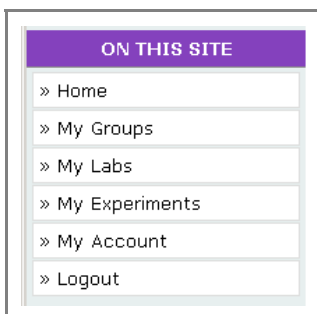 ON THIS SITE
» Home
» My Groups
» My Labs
» My Experiments
» My Account
» Logout